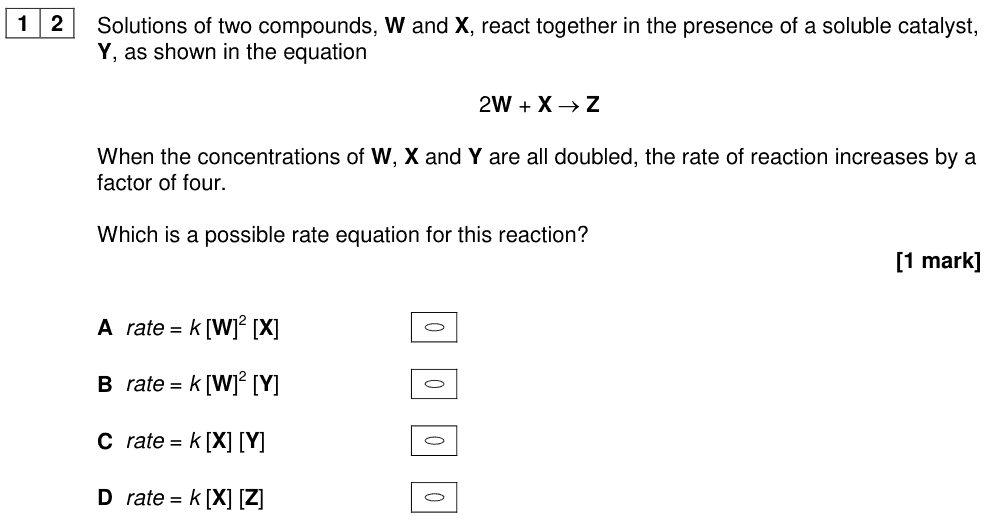 1 2 Solutions of two compounds, W and X, react together in the presence of a soluble catalyst,
Y, as shown in the equation
2W + X → Z
When the concentrations of W, X and Y are all doubled, the rate of reaction increases by a
factor of four.
Which is a possible rate equation for this reaction?
[1 mark]
A rate = k [W]² [X]
B rate = k [W]² [Y]
C rate = k [X] [Y]
D rate = k [X] [Z]